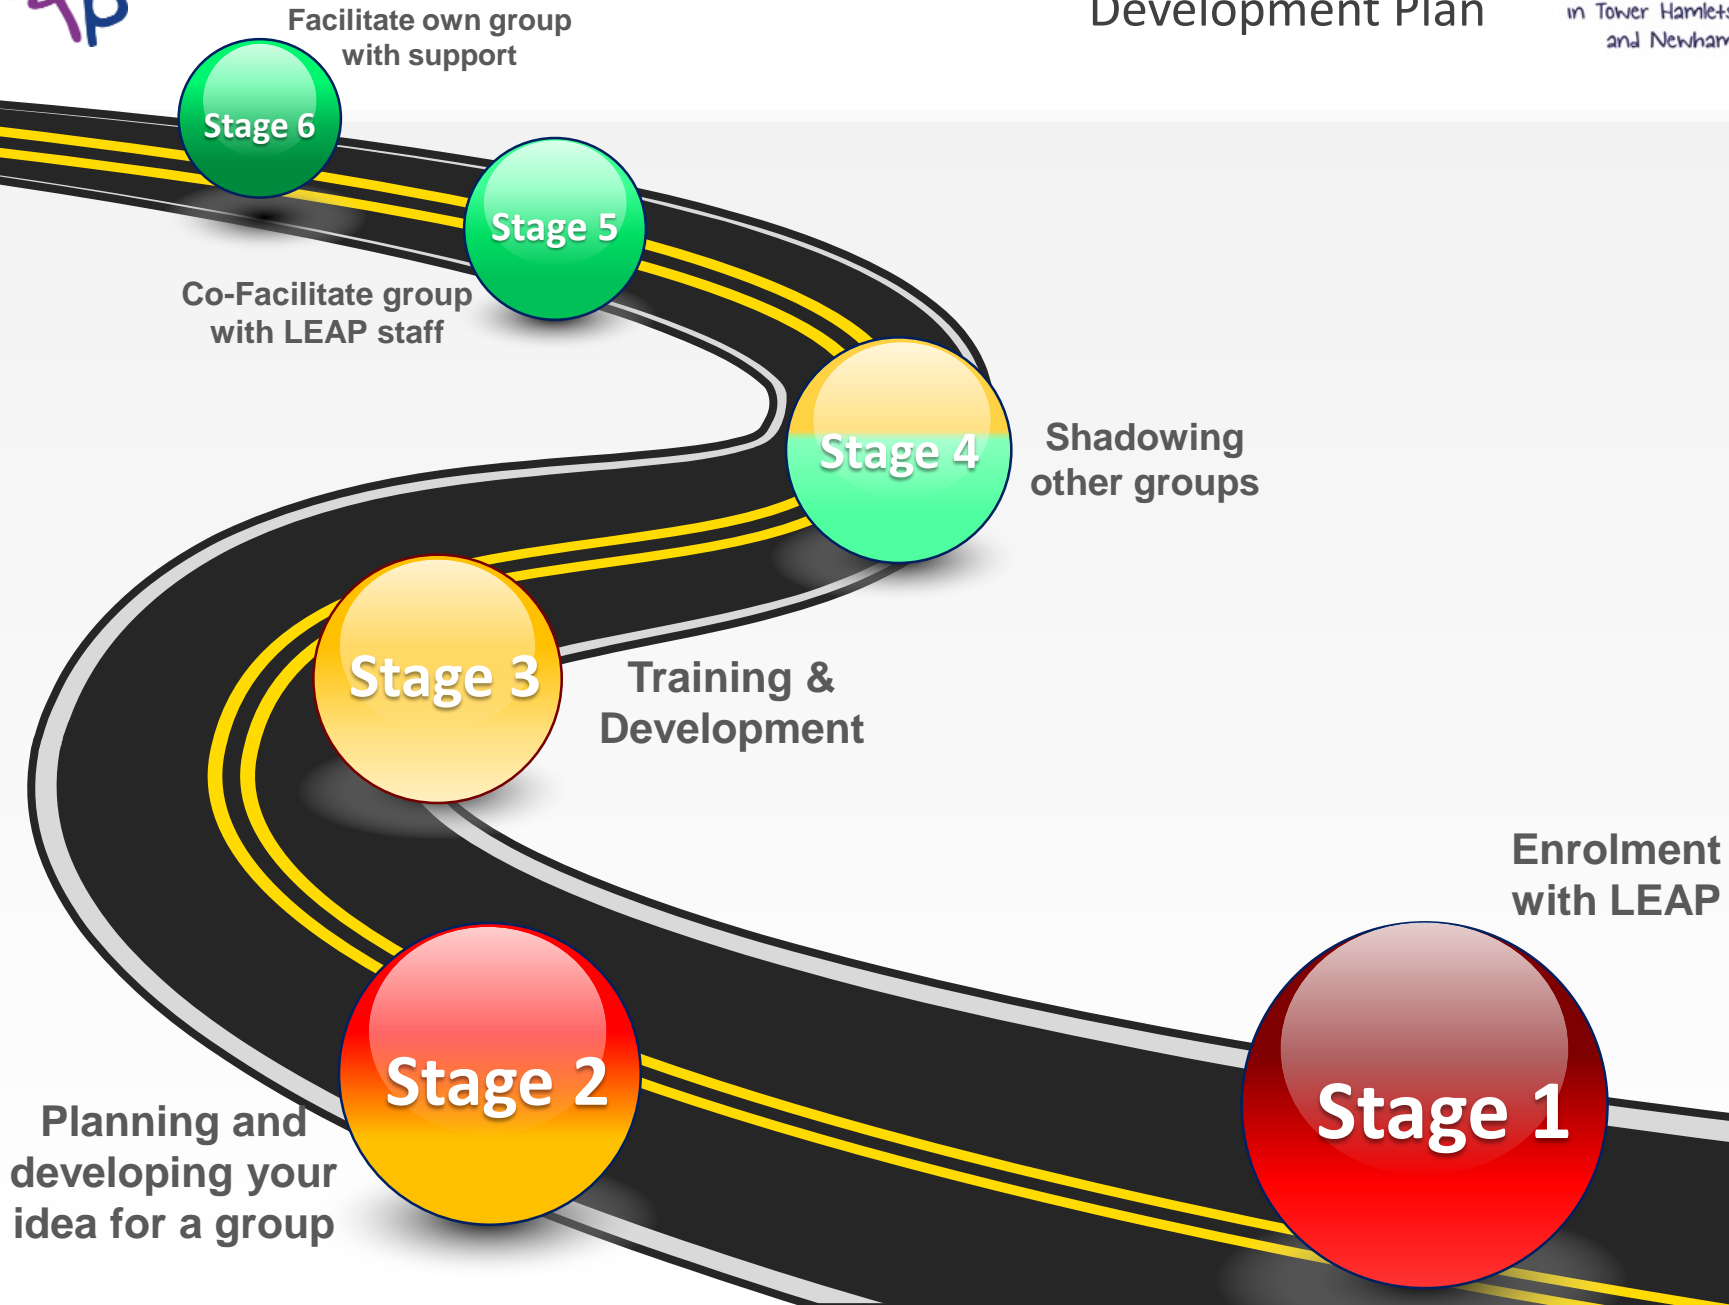 Facilitate own group
with support
Development Plan
in Tower Hamlets
and Newham
Stage 6
Stage 5
Co-Facilitate group
with LEAP staff
Stage 4
Shadowing
other groups
Stage 3
Training &
Development
Enrolment
with LEAP
Stage 2
Stage 1
Planning and
developing your
idea for a group